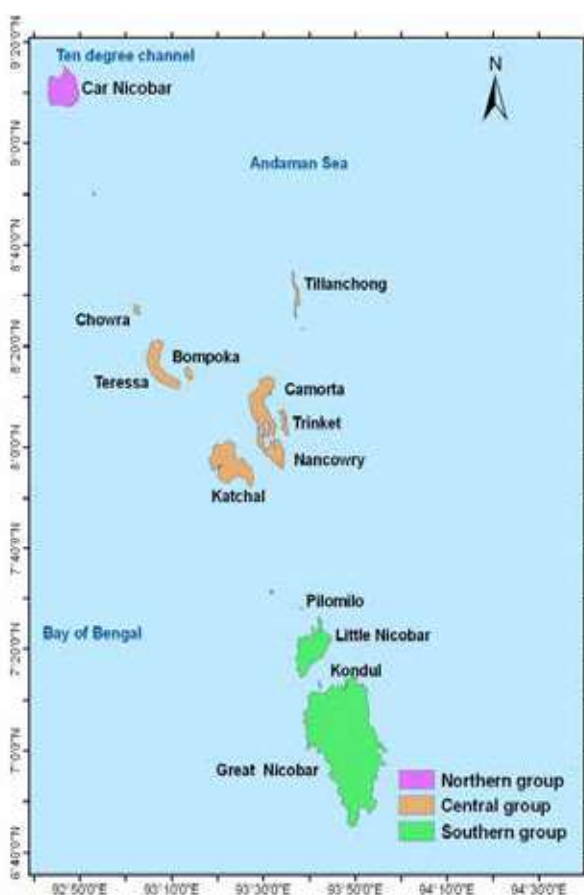 Ten degree channel
Car Nicobar
N
Andaman Sea
Tillanchong
Chowra
Bompoka
Teressa
Camorta
Trinket
Nancowry
Katchal
Pilomilo
Bay of Bengal
Little Nicobar
Kondul
Great Nicobar
Northern group
Central group
Southern group
9°20'0"N
9°0'0"N
8°40'0"N
8°20'0"N
8°0'0"N
7°40'0"N
7°20'0"N
7°0'0"N
6°40'0"N
92°50'0"E
93°10'0"E
93°30'0"E
93°50'0"E
94°10'0"E
94°30'0"E